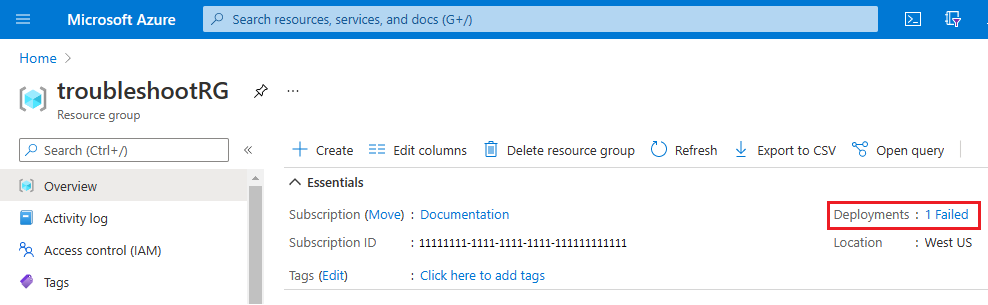 Microsoft Azure
Search resources, services, and docs (G+/)
Home
troubleshootRG
Resource group
Search (Ctrl+/)
Overview
Activity log
Access control (IAM)
Tags
Create Edit columns Delete resource group Refresh Export to CSV Open query
Essentials
Subscription (Move) : Documentation
Deployments : 1 Failed
Subscription ID : 11111111-1111-1111-1111-111111111111
Location : West US
Tags (Edit) : Click here to add tags